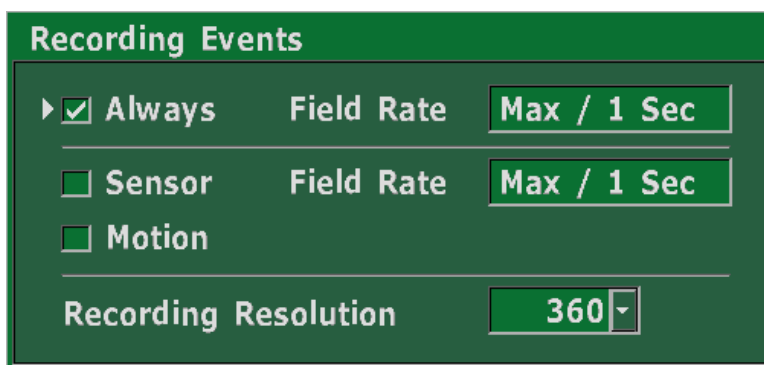 Recording Events
Always Field Rate Max / 1 Sec
Sensor Field Rate Max / 1 Sec
Motion
Recording Resolution 360